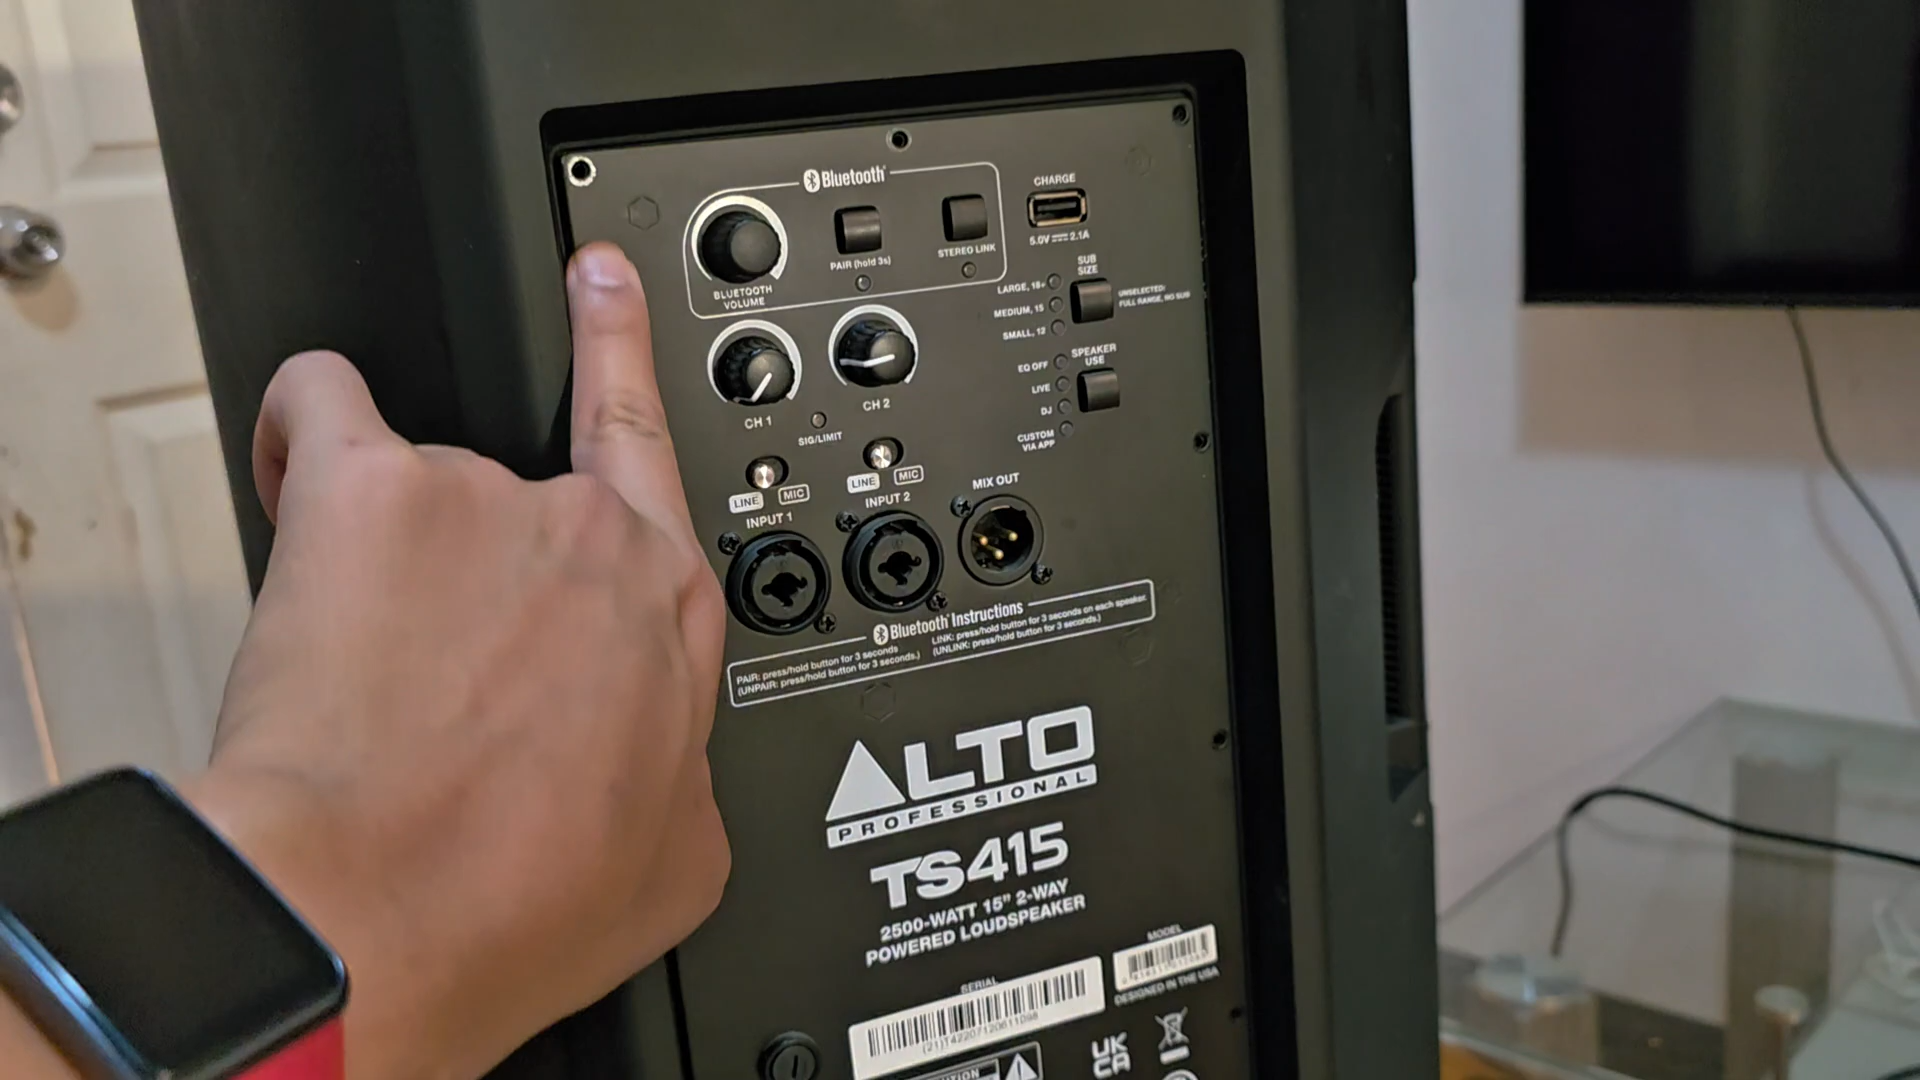 Bluetooth
BLUETOOTH
VOLUME
PAIR (hold 3s)
STEREO LINK
CHARGE
5.0V 2.1A
SUB
SIZE
LARGE, 18+
MEDIUM, 15
SMALL, 12
UNSELECTED:
FULL RANGE, NO SUB
SPEAKER
USE
EQ OFF
LIVE
DJ
CUSTOM
VIA APP
CH 1
CH 2
SIG/LIMIT
LINE MIC
INPUT 1
LINE MIC
INPUT 2
MIX OUT
Bluetooth Instructions
PAIR: press/hold button for 3 seconds
(UNPAIR: press/hold button for 3 seconds.)
LINK: press/hold button for 3 seconds on each speaker.
(UNLINK: press/hold button for 3 seconds.)
ALTO
PROFESSIONAL
TS415
2500-WATT 15" 2-WAY
POWERED LOUDSPEAKER
SERIAL
(21)T42207120611098
MODEL
DESIGNED IN THE USA
UK
CA